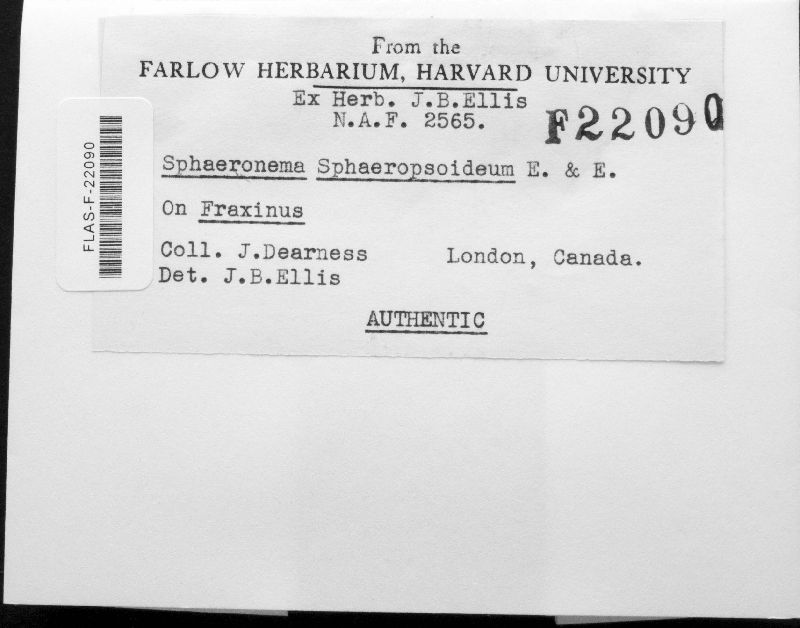 From the
FARLOW HERBARIUM, HARVARD UNIVERSITY
Ex Herb. J.B.Ellis
N.A.F. 2565.
F22090
FLAS-F-22090
Sphaeronema Sphaeropsoideum E. & E.
On Fraxinus
Coll. J.Dearness London, Canada.
Det. J.B.Ellis
AUTHENTIC